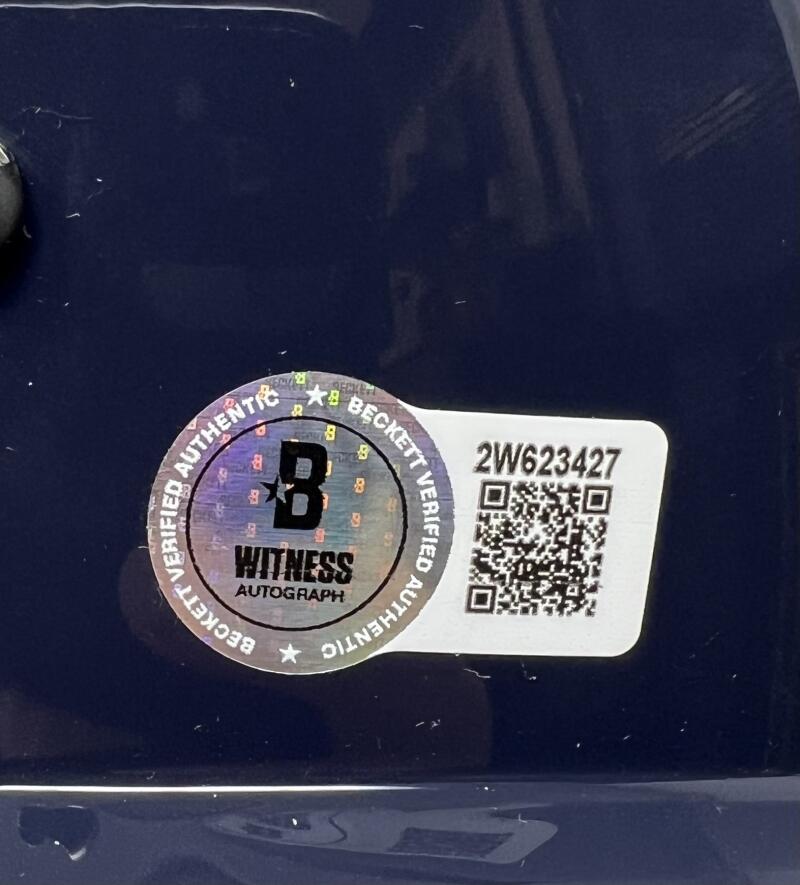 BECKETT VERIFIED AUTHENTIC
BECKETT VERIFIED AUTHENTIC
B
WITNESS
AUTOGRAPH
2W623427